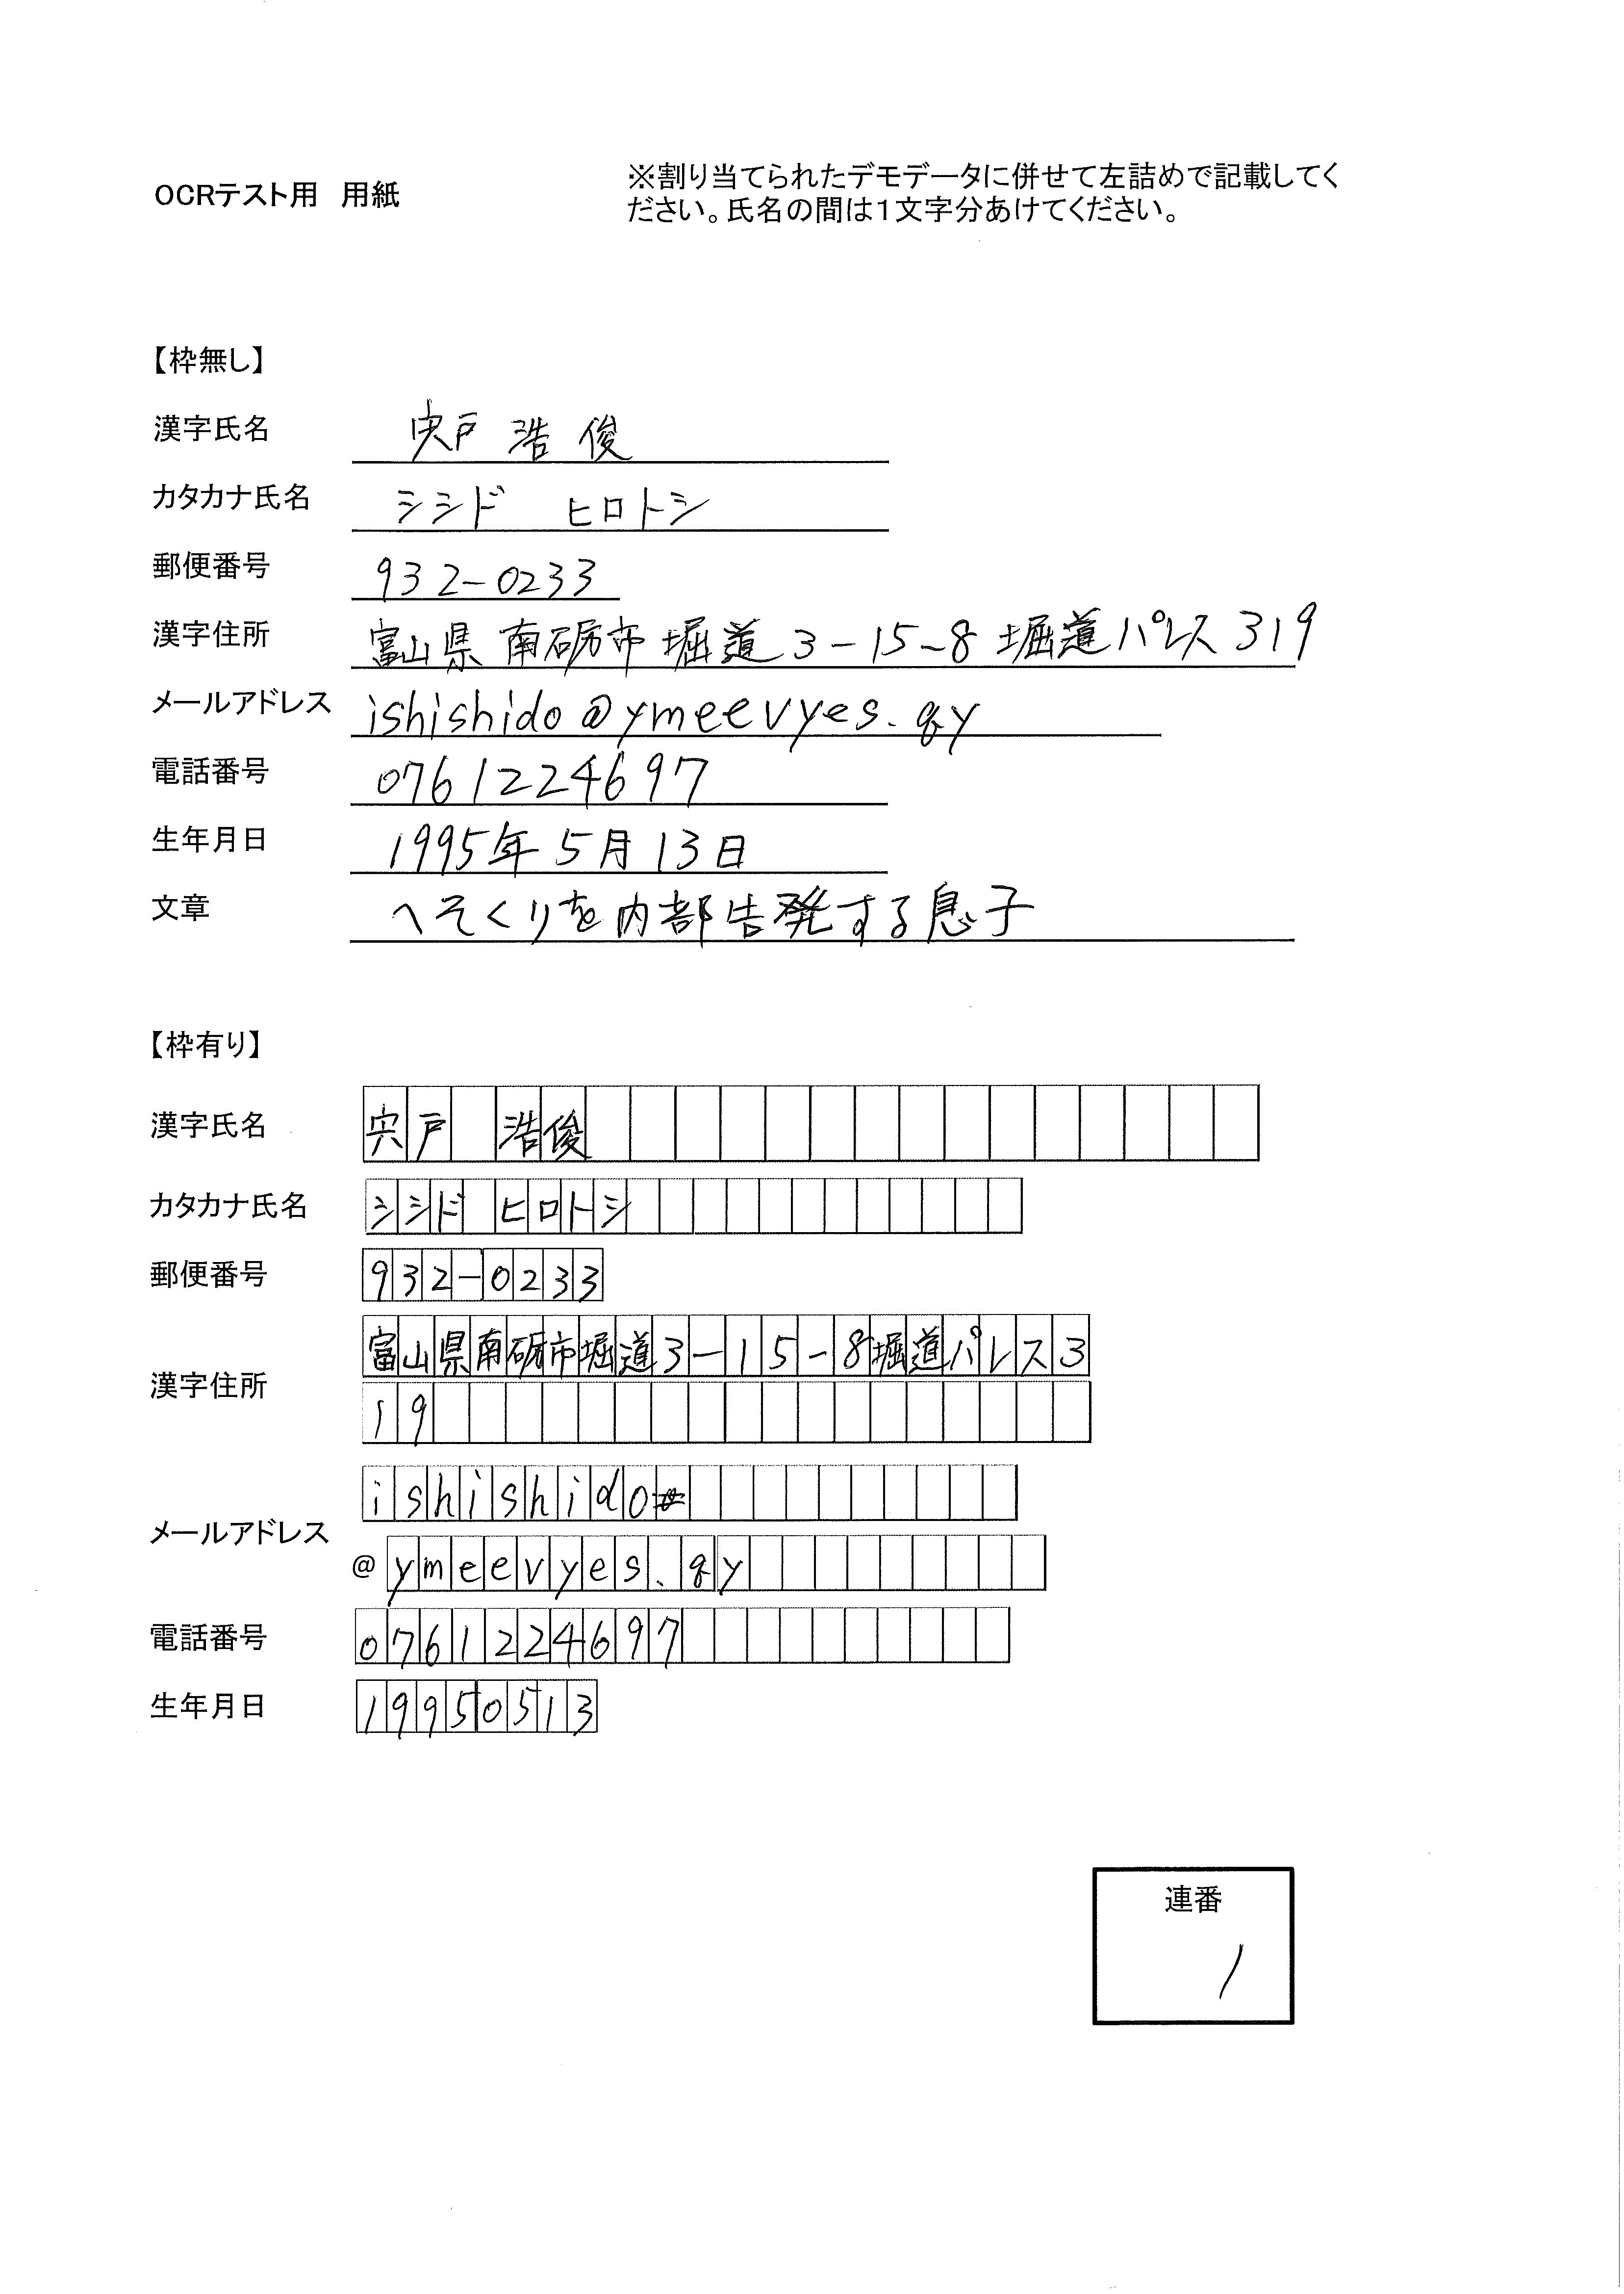 OCRテスト用 用紙
※割り当てられたデモデータに併せて左詰めで記載してく
ださい。氏名の間は1文字分あけてください。
【枠無し】
漢字氏名 宍戸 浩俊
カタカナ氏名 シシド ヒロトシ
郵便番号 932-0233
漢字住所 富山県南砺市堀道3-15-8 堀道パレス319
メールアドレス ishishido@ymeevyes.qy
電話番号 0761224697
生年月日 1995年5月13日
文章 へそくりを内部告発する息子
【枠有り】
漢字氏名 宍戸 浩俊
カタカナ氏名 シシド ヒロトシ
郵便番号 932-0233
漢字住所 富山県南砺市堀道3-15-8堀道パレス3
19
メールアドレス ishishido
@ymeevyes.qy
電話番号 0761224697
生年月日 19950513
連番
1